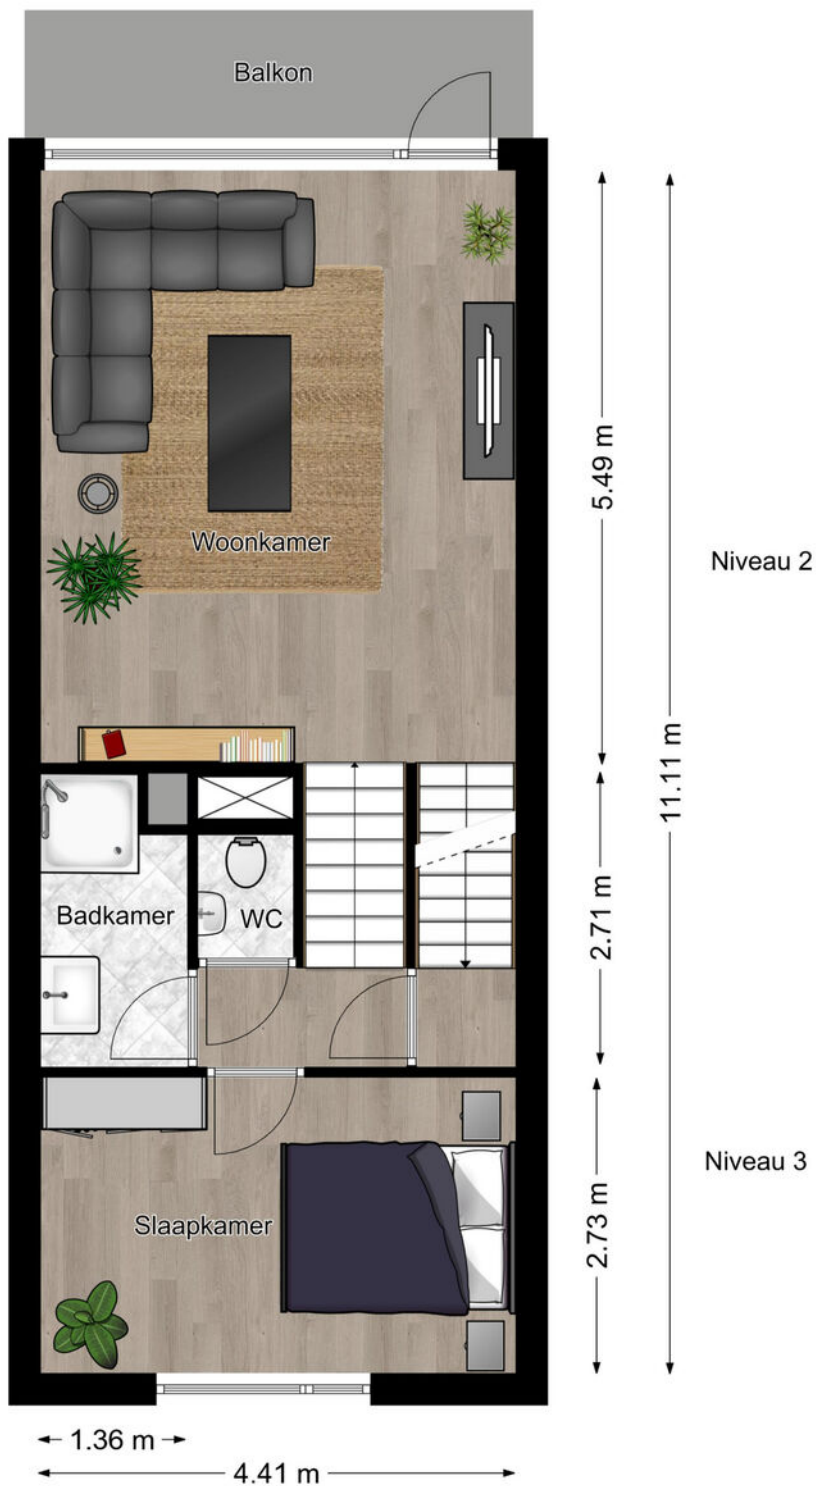 Balkon
5.49 m
Woonkamer
Niveau 2
11.11 m
2.71 m
Badkamer
WC
Niveau 3
2.73 m
Slaapkamer
1.36 m
4.41 m